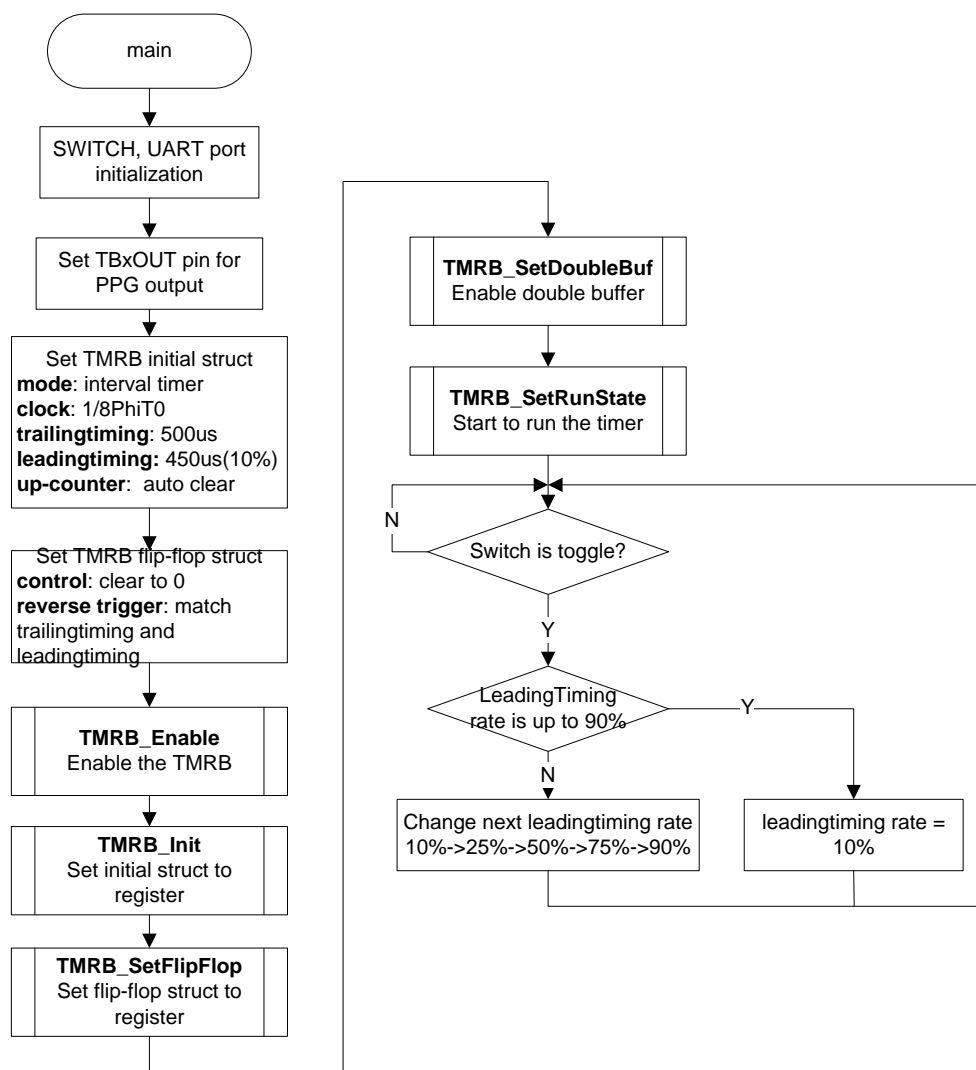 main
SWITCH, UART port
initialization
Set TBxOUT pin for
PPG output
Set TMRB initial struct
mode: interval timer
clock: 1/8PhiT0
trailingtiming: 500us
leadingtiming: 450us(10%)
up-counter: auto clear
Set TMRB flip-flop struct
control: clear to 0
reverse trigger: match
trailingtiming and
leadingtiming
TMRB_Enable
Enable the TMRB
TMRB_Init
Set initial struct to
register
TMRB_SetFlipFlop
Set flip-flop struct to
register
TMRB_SetDoubleBuf
Enable double buffer
TMRB_SetRunState
Start to run the timer
N
Switch is toggle?
Y
LeadingTiming
rate is up to 90%
Y
N
Change next leadingtiming rate
10%->25%->50%->75%->90%
leadingtiming rate =
10%